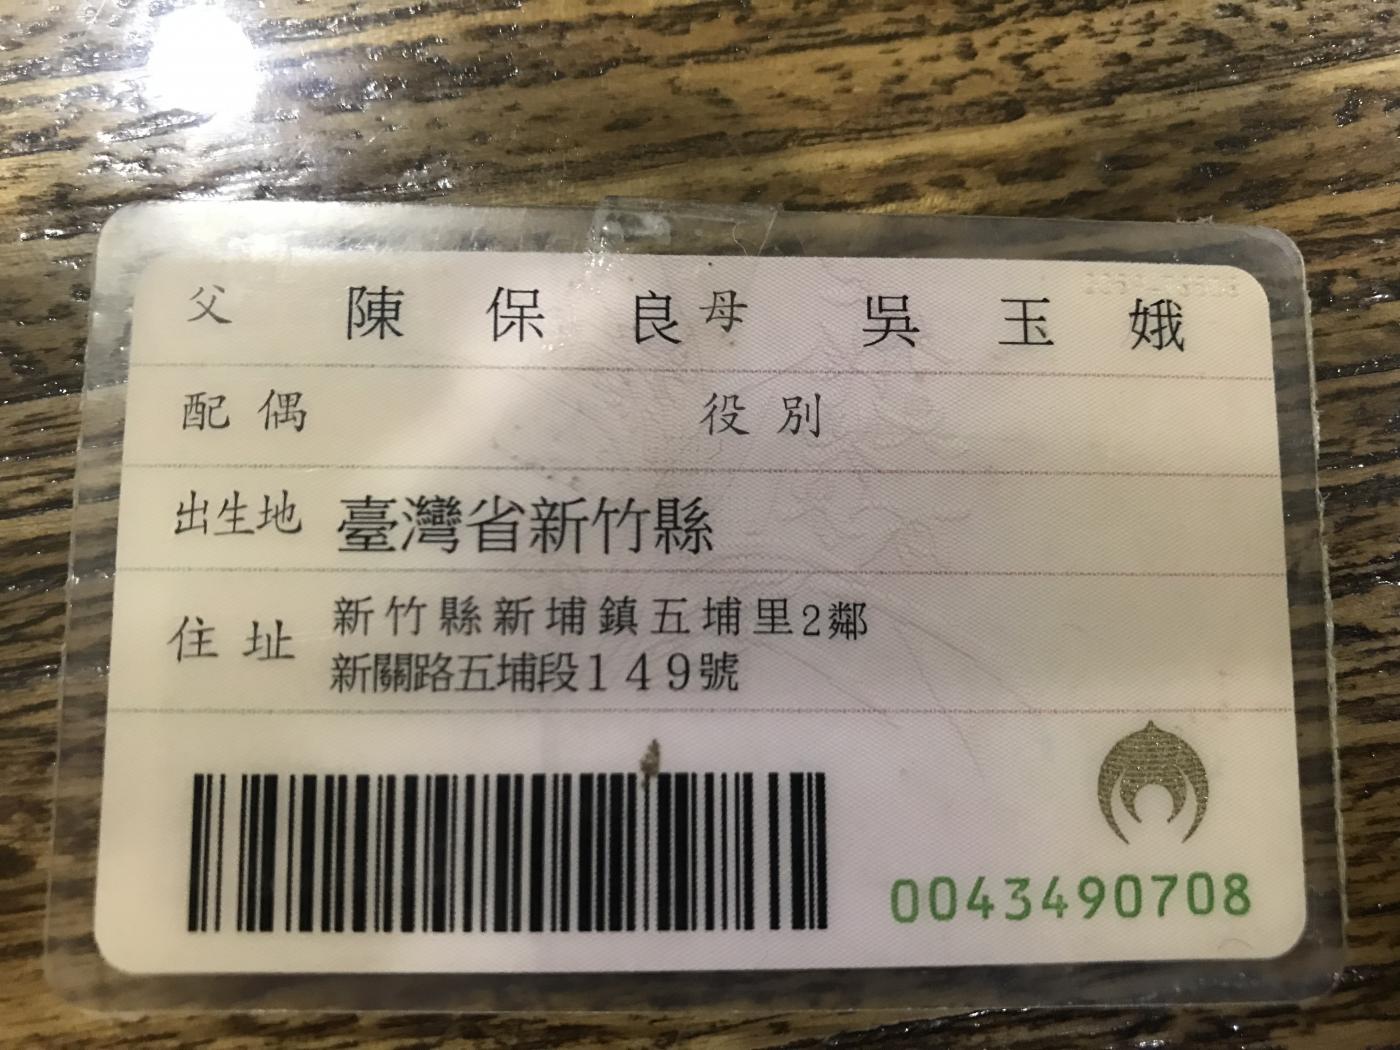 父 陳保良 母 吳玉娥
配偶 役別
出生地 臺灣省新竹縣
住址 新竹縣新埔鎮五埔里2鄰
新關路五埔段149號
0043490708